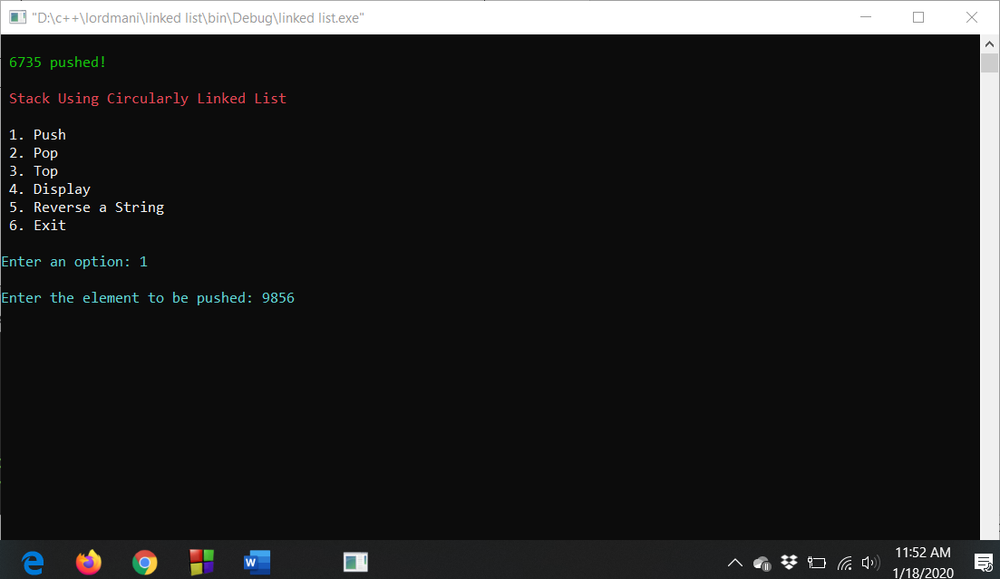 "D:\c++\lordmani\linked list\bin\Debug\linked list.exe"
6735 pushed!
Stack Using Circularly Linked List
1. Push
2. Pop
3. Top
4. Display
5. Reverse a String
6. Exit
Enter an option: 1
Enter the element to be pushed: 9856
11:52 AM
1/18/2020